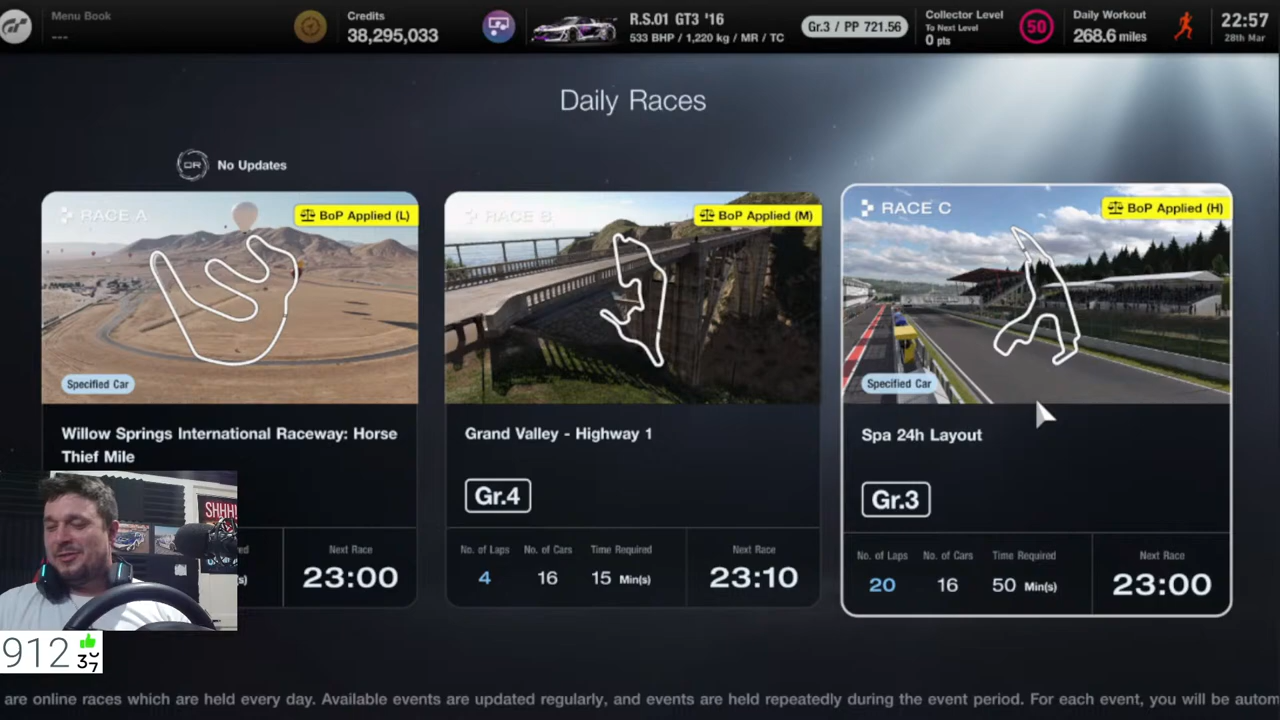 Menu Book
---
Credits
38,295,033
R.S.01 GT3 '16
533 BHP / 1,220 kg / MR / TC
Gr.3 / PP 721.56
Collector Level
To Next Level
0 pts
50
Daily Workout
268.6 miles
22:57
28th Mar
Daily Races
DR No Updates
RACE A
BoP Applied (L)
Specified Car
Willow Springs International Raceway: Horse
Thief Mile
Next Race
23:00
RACE B
BoP Applied (M)
Grand Valley - Highway 1
Gr.4
No. of Laps No. of Cars Time Required
4 16 15 Min(s)
Next Race
23:10
RACE C
BoP Applied (H)
Specified Car
Spa 24h Layout
Gr.3
No. of Laps No. of Cars Time Required
20 16 50 Min(s)
Next Race
23:00
SHHH!
912
are online races which are held every day. Available events are updated regularly, and events are held repeatedly during the event period. For each event, you will be autom